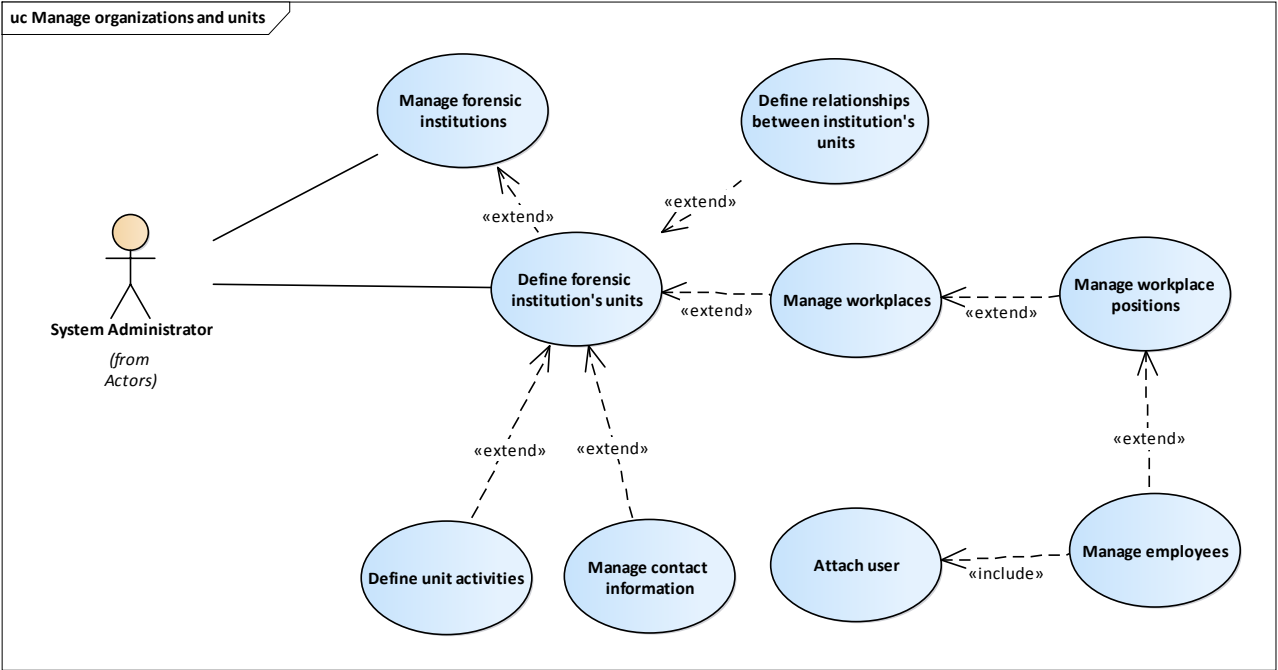 uc Manage organizations and units
Manage forensic
institutions
Define relationships
between institution's
units
«extend»
«extend»
Define forensic
institution's units
«extend»
Manage workplaces
«extend»
Manage workplace
positions
System Administrator
(from
Actors)
«extend»
«extend»
«extend»
Define unit activities
Manage contact
information
Attach user
«include»
Manage employees